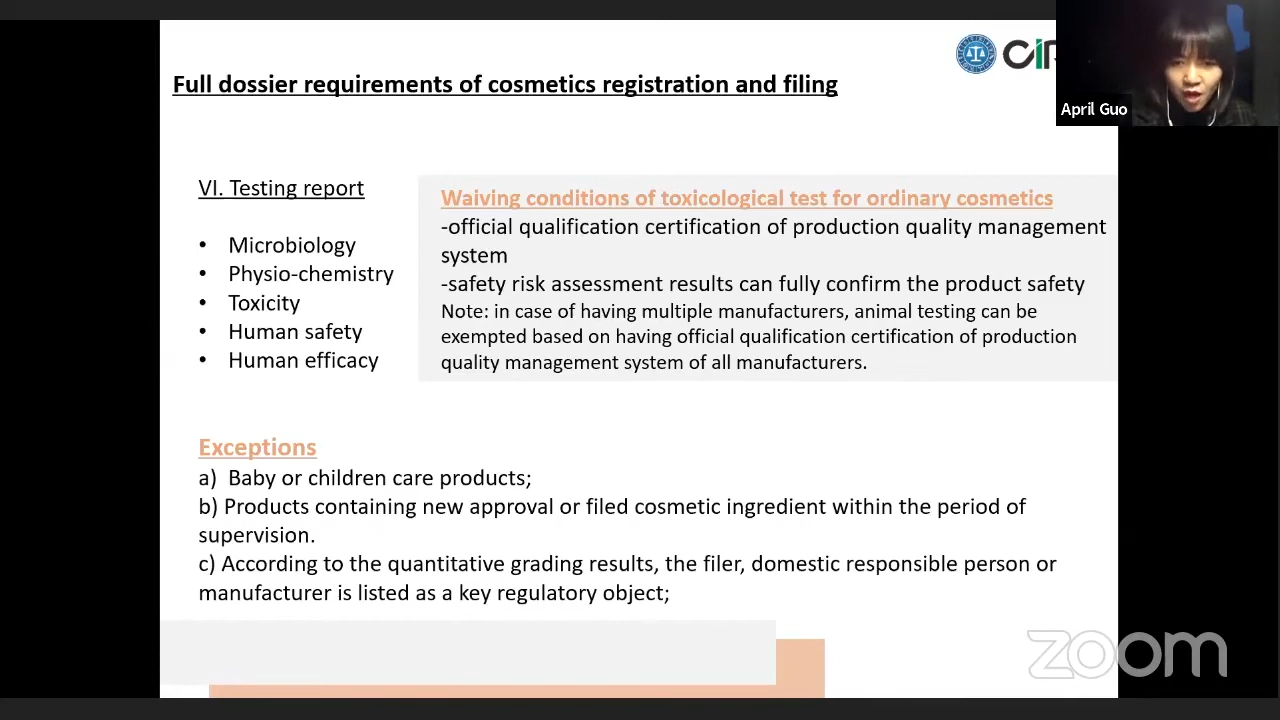 Full dossier requirements of cosmetics registration and filing
April Guo
VI. Testing report
• Microbiology
• Physio-chemistry
• Toxicity
• Human safety
• Human efficacy
Waiving conditions of toxicological test for ordinary cosmetics
-official qualification certification of production quality management
system
-safety risk assessment results can fully confirm the product safety
Note: in case of having multiple manufacturers, animal testing can be
exempted based on having official qualification certification of production
quality management system of all manufacturers.
Exceptions
a) Baby or children care products;
b) Products containing new approval or filed cosmetic ingredient within the period of
supervision.
c) According to the quantitative grading results, the filer, domestic responsible person or
manufacturer is listed as a key regulatory object;
zoom